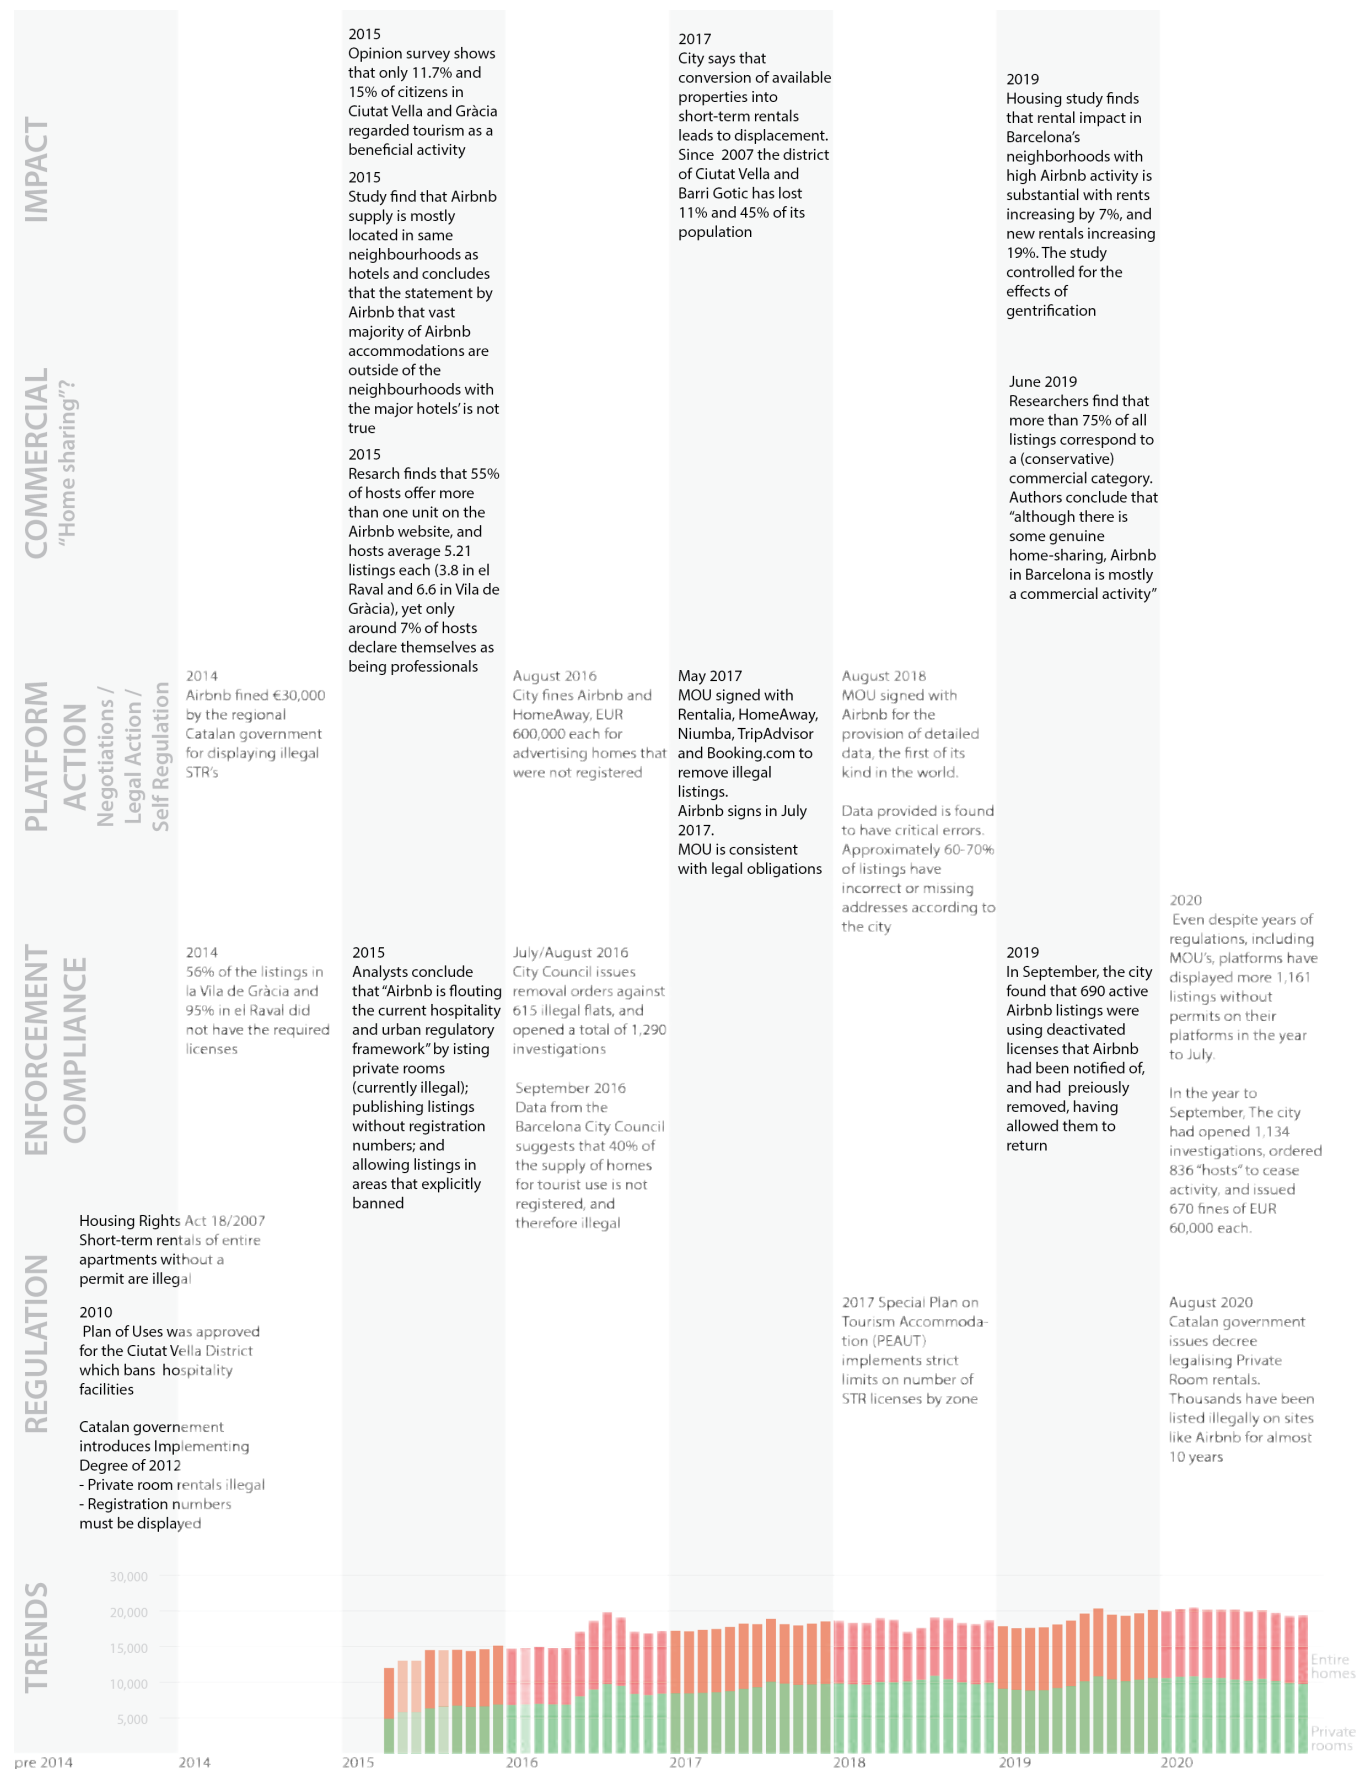 IMPACT
2015
Opinion survey shows
that only 11.7% and
15% of citizens in
Ciutat Vella and Gràcia
regarded tourism as a
beneficial activity
2015
Study find that Airbnb
supply is mostly
located in same
neighbourhoods as
hotels and concludes
that the statement by
Airbnb that vast
majority of Airbnb
accommodations are
outside of the
neighbourhoods with
the major hotels' is not
true
2017
City says that
conversion of available
properties into
short-term rentals
leads to displacement.
Since 2007 the district
of Ciutat Vella and
Barri Gotic has lost
11% and 45% of its
population
2019
Housing study finds
that rental impact in
Barcelona's
neighborhoods with
high Airbnb activity is
substantial with rents
increasing by 7%, and
new rentals increasing
19%. The study
controlled for the
effects of
gentrification
COMMERCIAL
"Home sharing"?
2015
Resarch finds that 55%
of hosts offer more
than one unit on the
Airbnb website, and
hosts average 5.21
listings each (3.8 in el
Raval and 6.6 in Vila de
Gràcia), yet only
around 7% of hosts
declare themselves as
being professionals
June 2019
Researchers find that
more than 75% of all
listings correspond to
a (conservative)
commercial category.
Authors conclude that
“although there is
some genuine
home-sharing, Airbnb
in Barcelona is mostly
a commercial activity”
PLATFORM
ACTION
Negotiations /
Legal Action /
Self Regulation
2014
Airbnb fined €30,000
by the regional
Catalan government
for displaying illegal
STR's
August 2016
City fines Airbnb and
HomeAway, EUR
600,000 each for
advertising homes that
were not registered
May 2017
MOU signed with
Rentalia, HomeAway,
Niumba, TripAdvisor
and Booking.com to
remove illegal
listings.
Airbnb signs in July
2017.
MOU is consistent
with legal obligations
August 2018
MOU signed with
Airbnb for the
provision of detailed
data, the first of its
kind in the world.
Data provided is found
to have critical errors.
Approximately 60-70%
of listings have
incorrect or missing
addresses according to
the city
ENFORCEMENT
COMPLIANCE
2014
56% of the listings in
la Vila de Gràcia and
95% in el Raval did
not have the required
licenses
2015
Analysts conclude
that “Airbnb is flouting
the current hospitality
and urban regulatory
framework” by isting
private rooms
(currently illegal);
publishing listings
without registration
numbers; and
allowing listings in
areas that explicitly
banned
July/August 2016
City Council issues
removal orders against
615 illegal flats, and
opened a total of 1,290
investigations
September 2016
Data from the
Barcelona City Council
suggests that 40% of
the supply of homes
for tourist use is not
registered, and
therefore illegal
2019
In September, the city
found that 690 active
Airbnb listings were
using deactivated
licenses that Airbnb
had been notified of,
and had preiously
removed, having
allowed them to
return
2020
Even despite years of
regulations, including
MOU's, platforms have
displayed more 1,161
listings without
permits on their
platforms in the year
to July.
In the year to
September, The city
had opened 1,134
investigations, ordered
836 “hosts” to cease
activity, and issued
670 fines of EUR
60,000 each.
REGULATION
Housing Rights Act 18/2007
Short-term rentals of entire
apartments without a
permit are illegal
2010
Plan of Uses was approved
for the Ciutat Vella District
which bans hospitality
facilities
Catalan governement
introduces Implementing
Degree of 2012
- Private room rentals illegal
- Registration numbers
must be displayed
2017 Special Plan on
Tourism Accommoda-
tion (PEAUT)
implements strict
limits on number of
STR licenses by zone
August 2020
Catalan government
issues decree
legalising Private
Room rentals.
Thousands have been
listed illegally on sites
like Airbnb for almost
10 years
TRENDS
30,000
20,000
15,000
10,000
5,000
Entire
homes
Private
rooms
pre 2014
2014
2015
2016
2017
2018
2019
2020